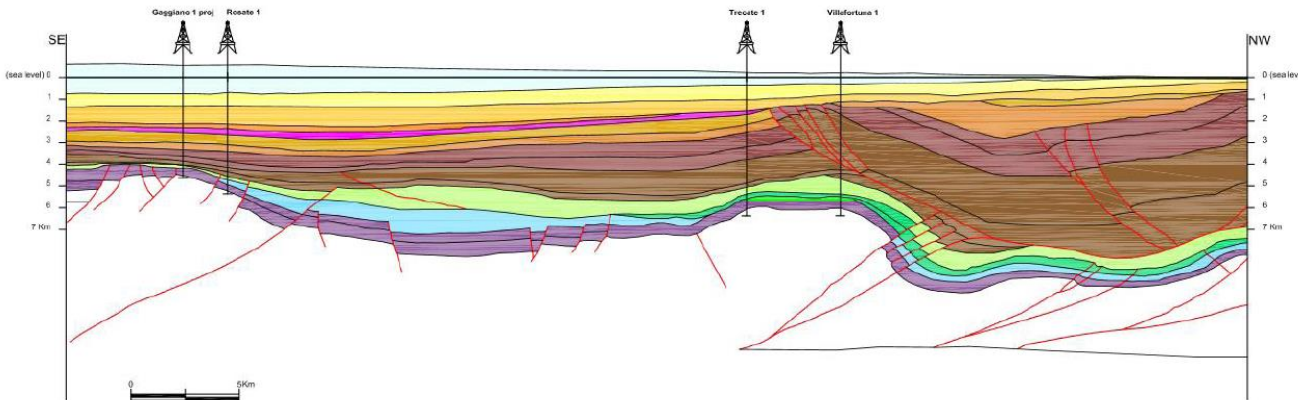 Gaggiano 1 proj
Rosate 1
Trecate 1
Villafortuna 1
SE
NW
(sea level) 0
1
2
3
4
5
6
7 Km
0 (sea lev
1
2
3
4
5
6
7 Km
0
5Km